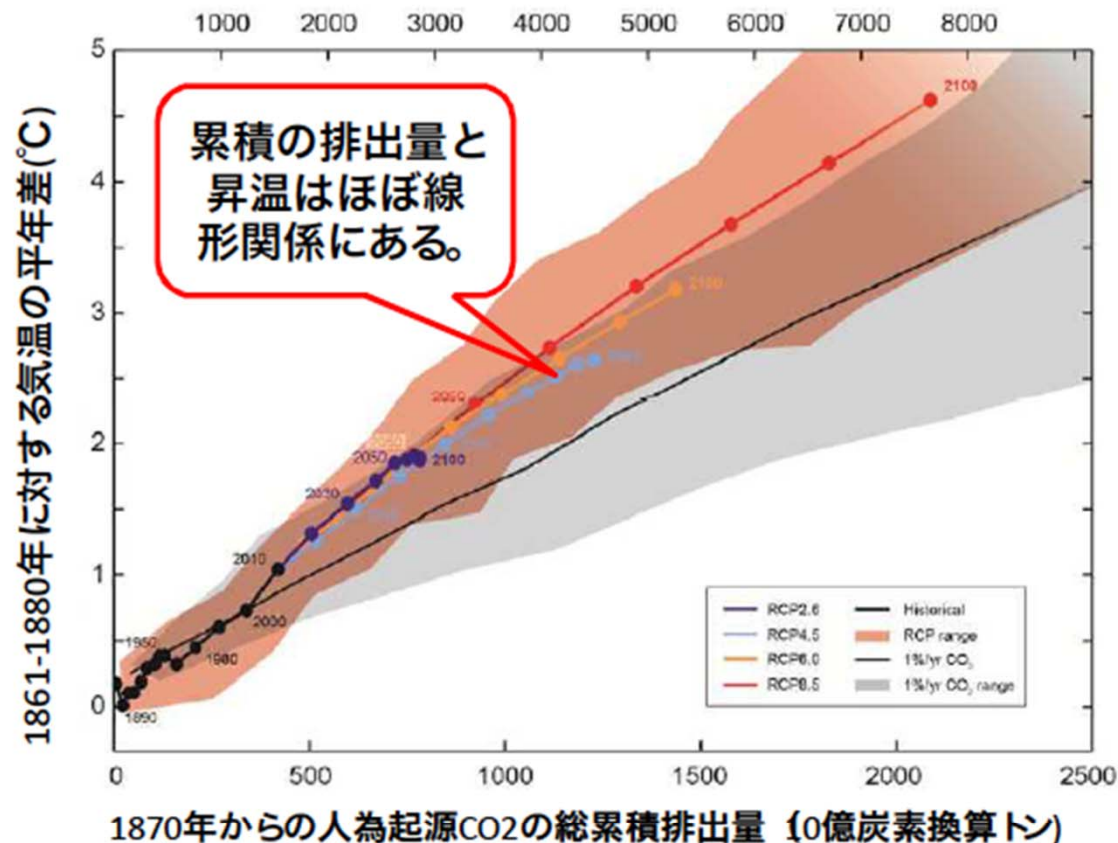 1000 2000 3000 4000 5000 6000 7000 8000
5
4
3
2
1
0
1861-1880年に対する気温の平年差(℃)
累積の排出量と
昇温はほぼ線
形関係にある。
2100
2100
2050
2050
2100
2030
2010
2000
1950
1980
1890
RCP2.6
RCP4.5
RCP6.0
RCP8.5
Historical
RCP range
1%/yr CO₂
1%/yr CO₂ range
0 500 1000 1500 2000 2500
1870年からの人為起源CO2の総累積排出量 (10億炭素換算トン)